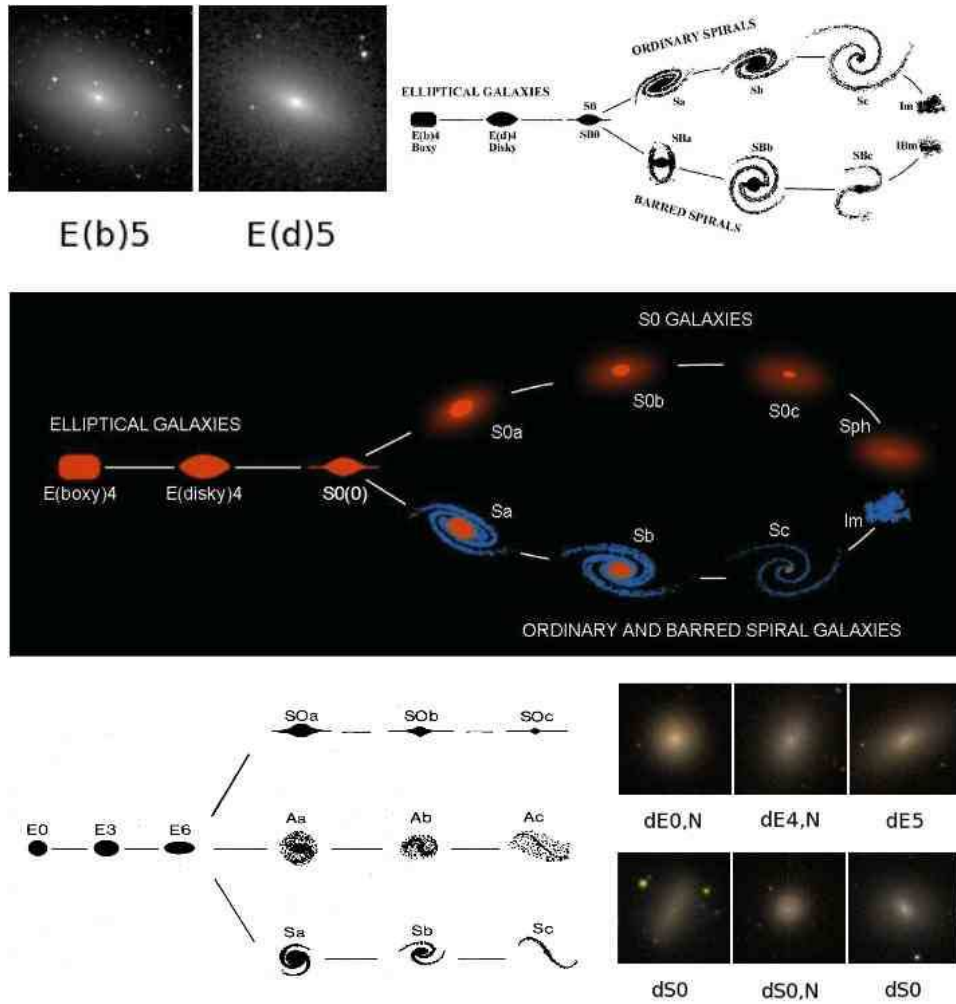 E(b)5
E(d)5
ORDINARY SPIRALS
ELLIPTICAL GALAXIES
S0
SB0
E(b)4
Boxy
E(d)4
Disky
Sa
Sb
Sc
Im
SBa
SBb
SBc
IBm
BARRED SPIRALS
S0 GALAXIES
ELLIPTICAL GALAXIES
S0a
S0b
S0c
Sph
E(boxy)4
E(disky)4
S0(0)
Sa
Sb
Sc
Im
ORDINARY AND BARRED SPIRAL GALAXIES
SOa
SOb
SOc
E0
E3
E6
Aa
Ab
Ac
Sa
Sb
Sc
dE0,N
dE4,N
dE5
dS0
dS0,N
dS0